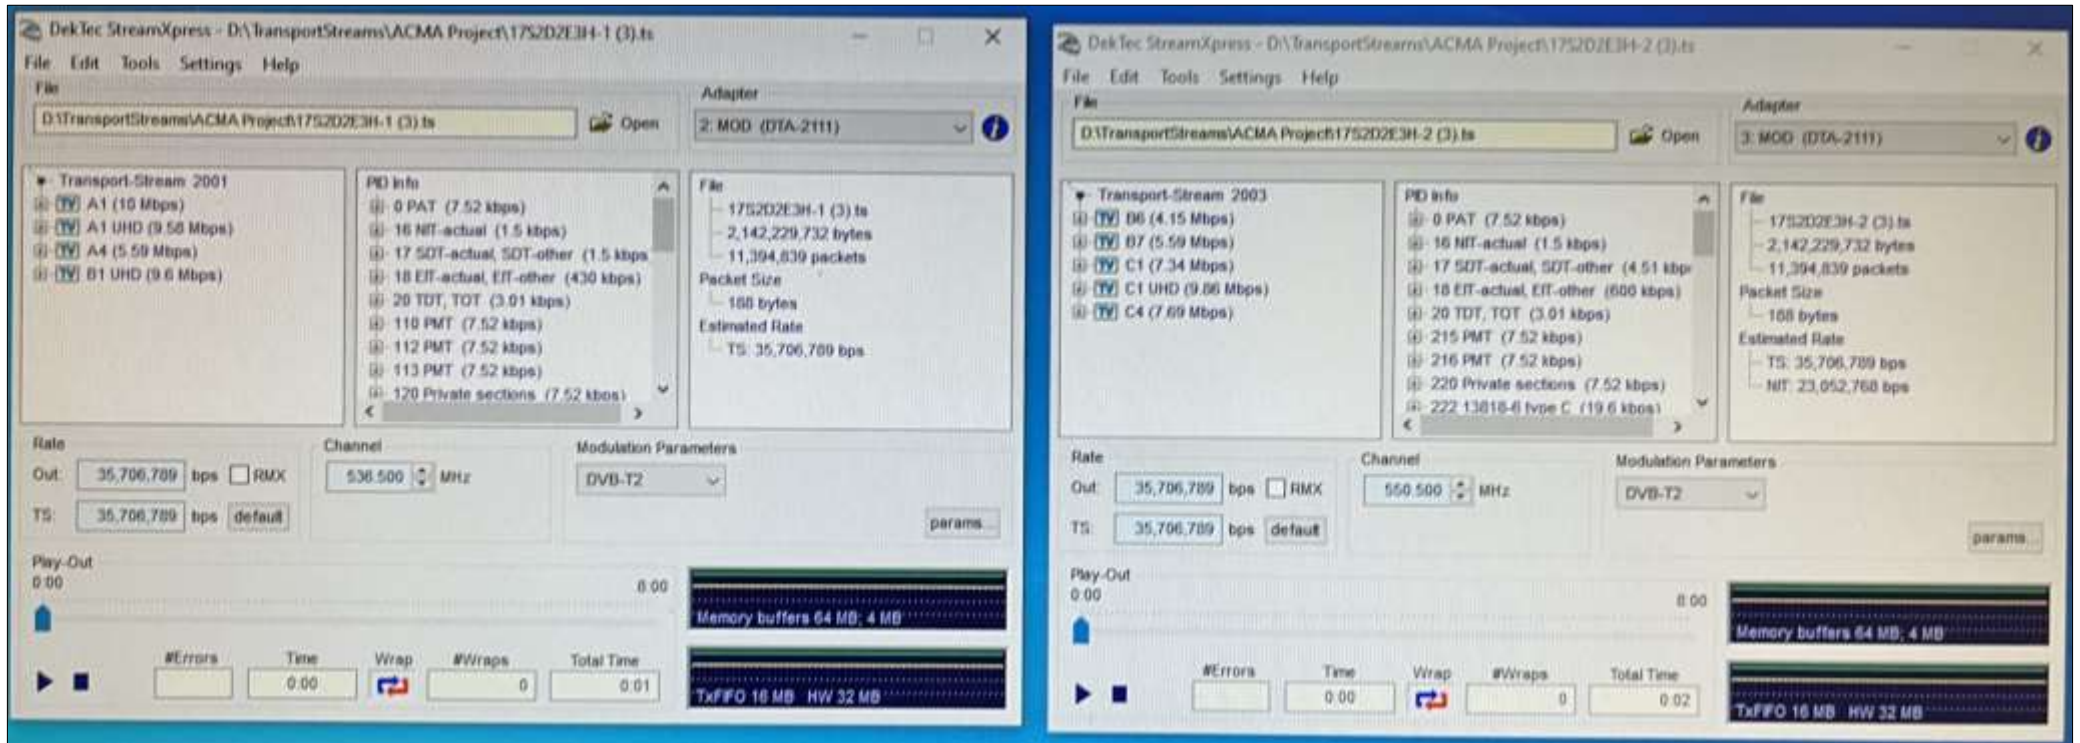 DekTec StreamXpress - D:\TransportStreams\ACMA Project\17S2D2E3H-1 (3).ts
File Edit Tools Settings Help
File
D:\TransportStreams\ACMA Project\17S2D2E3H-1 (3).ts
Open
Adapter
2: MOD (DTA-2111)
Transport-Stream 2001
TV A1 (10 Mbps)
TV A1 UHD (9.58 Mbps)
TV A4 (5.59 Mbps)
TV B1 UHD (9.6 Mbps)
PID Info
0 PAT (7.52 kbps)
16 NIT-actual (1.5 kbps)
17 SDT-actual, SDT-other (1.5 kbps
18 EIT-actual, EIT-other (430 kbps)
20 TDT, TOT (3.01 kbps)
110 PMT (7.52 kbps)
112 PMT (7.52 kbps)
113 PMT (7.52 kbps)
120 Private sections (7.52 kbps)
File
17S2D2E3H-1 (3).ts
2,142,229,732 bytes
11,394,839 packets
Packet Size
188 bytes
Estimated Rate
TS: 35,706,789 bps
Rate
Out: 35,706,789 bps RMX
TS: 35,706,789 bps default
Channel
536.500 MHz
Modulation Parameters
DVB-T2
params...
Play-Out
0:00
8:00
#Errors Time Wrap #Wraps Total Time
0:00 0 0:01
Memory buffers 64 MB; 4 MB
TxFIFO 16 MB HW 32 MB
DekTec StreamXpress - D:\TransportStreams\ACMA Project\17S2D2E3H-2 (3).ts
File Edit Tools Settings Help
File
D:\TransportStreams\ACMA Project\17S2D2E3H-2 (3).ts
Open
Adapter
3: MOD (DTA-2111)
Transport-Stream 2003
TV B6 (4.15 Mbps)
TV B7 (5.59 Mbps)
TV C1 (7.34 Mbps)
TV C1 UHD (9.86 Mbps)
TV C4 (7.69 Mbps)
PID Info
0 PAT (7.52 kbps)
16 NIT-actual (1.5 kbps)
17 SDT-actual, SDT-other (4.51 kbp
18 EIT-actual, EIT-other (600 kbps)
20 TDT, TOT (3.01 kbps)
215 PMT (7.52 kbps)
216 PMT (7.52 kbps)
220 Private sections (7.52 kbps)
222 13818-6 type C (19.6 kbps)
File
17S2D2E3H-2 (3).ts
2,142,229,732 bytes
11,394,839 packets
Packet Size
188 bytes
Estimated Rate
TS: 35,706,789 bps
NIT: 23,052,768 bps
Rate
Out: 35,706,789 bps RMX
TS: 35,706,789 bps default
Channel
550.500 MHz
Modulation Parameters
DVB-T2
params...
Play-Out
0:00
8:00
#Errors Time Wrap #Wraps Total Time
0:00 0 0:02
Memory buffers 64 MB; 4 MB
TxFIFO 16 MB HW 32 MB